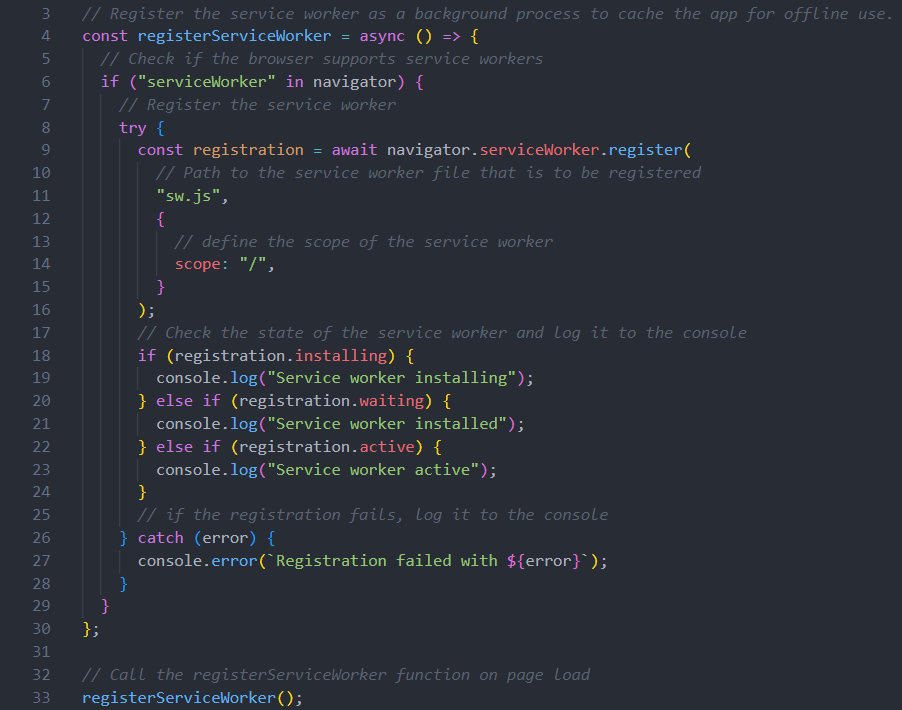 3 // Register the service worker as a background process to cache the app for offline use.
4 const registerServiceWorker = async () => {
5   // Check if the browser supports service workers
6   if ("serviceWorker" in navigator) {
7     // Register the service worker
8     try {
9       const registration = await navigator.serviceWorker.register(
10         // Path to the service worker file that is to be registered
11         "sw.js",
12         {
13           // define the scope of the service worker
14           scope: "/",
15         }
16       );
17       // Check the state of the service worker and log it to the console
18       if (registration.installing) {
19         console.log("Service worker installing");
20       } else if (registration.waiting) {
21         console.log("Service worker installed");
22       } else if (registration.active) {
23         console.log("Service worker active");
24       }
25       // if the registration fails, log it to the console
26     } catch (error) {
27       console.error(`Registration failed with ${error}`);
28     }
29   }
30 };
31
32 // Call the registerServiceWorker function on page load
33 registerServiceWorker();